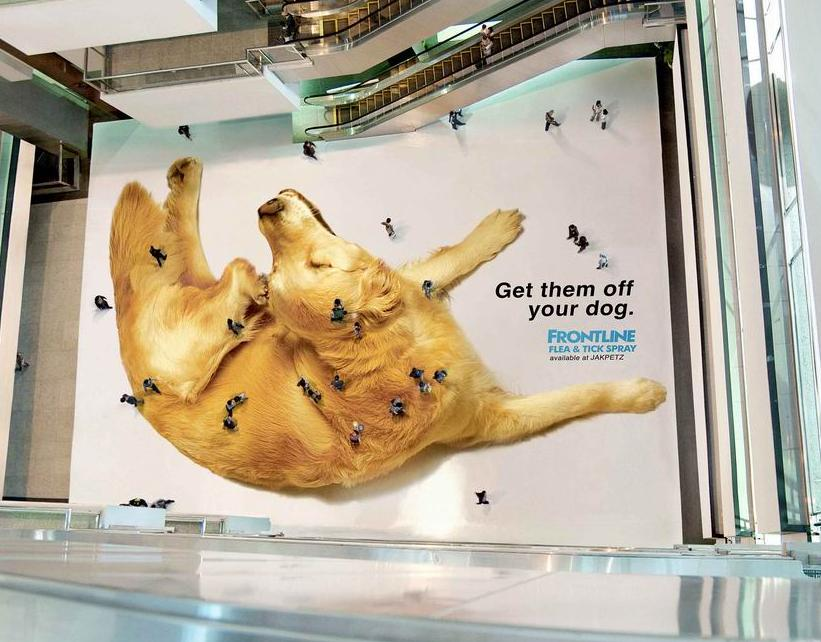 Get them off
your dog.
FRONTLINE
FLEA & TICK SPRAY
available at JAKPETZ